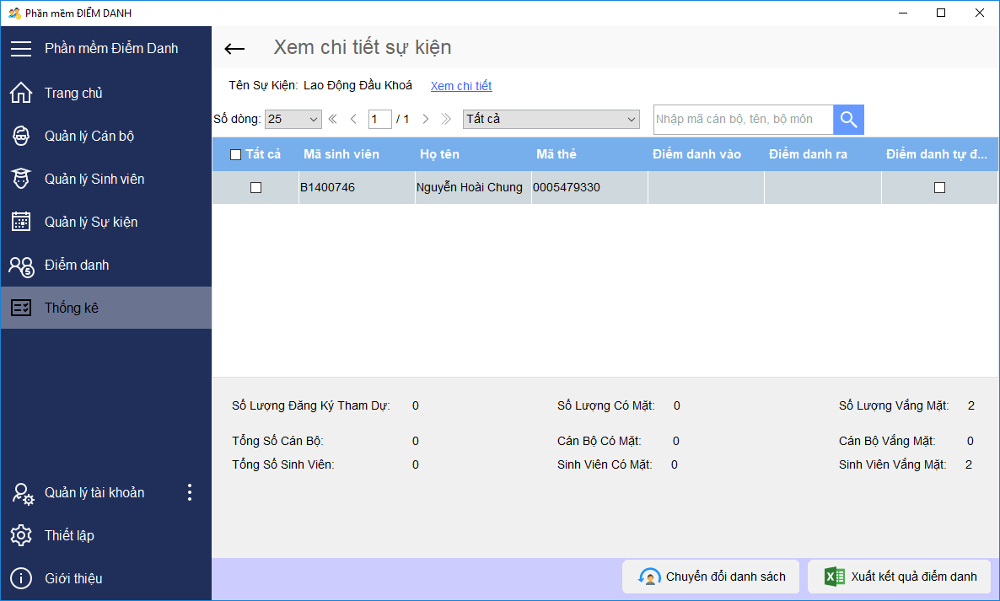 Phần mềm ĐIỂM DANH
Phần mềm Điểm Danh
Trang chủ
Quản lý Cán bộ
Quản lý Sinh viên
Quản lý Sự kiện
Điểm danh
Thống kê
Quản lý tài khoản
Thiết lập
Giới thiệu
Xem chi tiết sự kiện
Tên Sự Kiện: Lao Động Đầu Khoá Xem chi tiết
Số dòng: 25 1 / 1 Tất cả Nhập mã cán bộ, tên, bộ môn
Tất cả Mã sinh viên Họ tên Mã thẻ Điểm danh vào Điểm danh ra Điểm danh tự đ...
B1400746 Nguyễn Hoài Chung 0005479330
Số Lượng Đăng Ký Tham Dự: 0 Số Lượng Có Mặt: 0 Số Lượng Vắng Mặt: 2
Tổng Số Cán Bộ: 0 Cán Bộ Có Mặt: 0 Cán Bộ Vắng Mặt: 0
Tổng Số Sinh Viên: 0 Sinh Viên Có Mặt: 0 Sinh Viên Vắng Mặt: 2
Chuyển đổi danh sách Xuất kết quả điểm danh